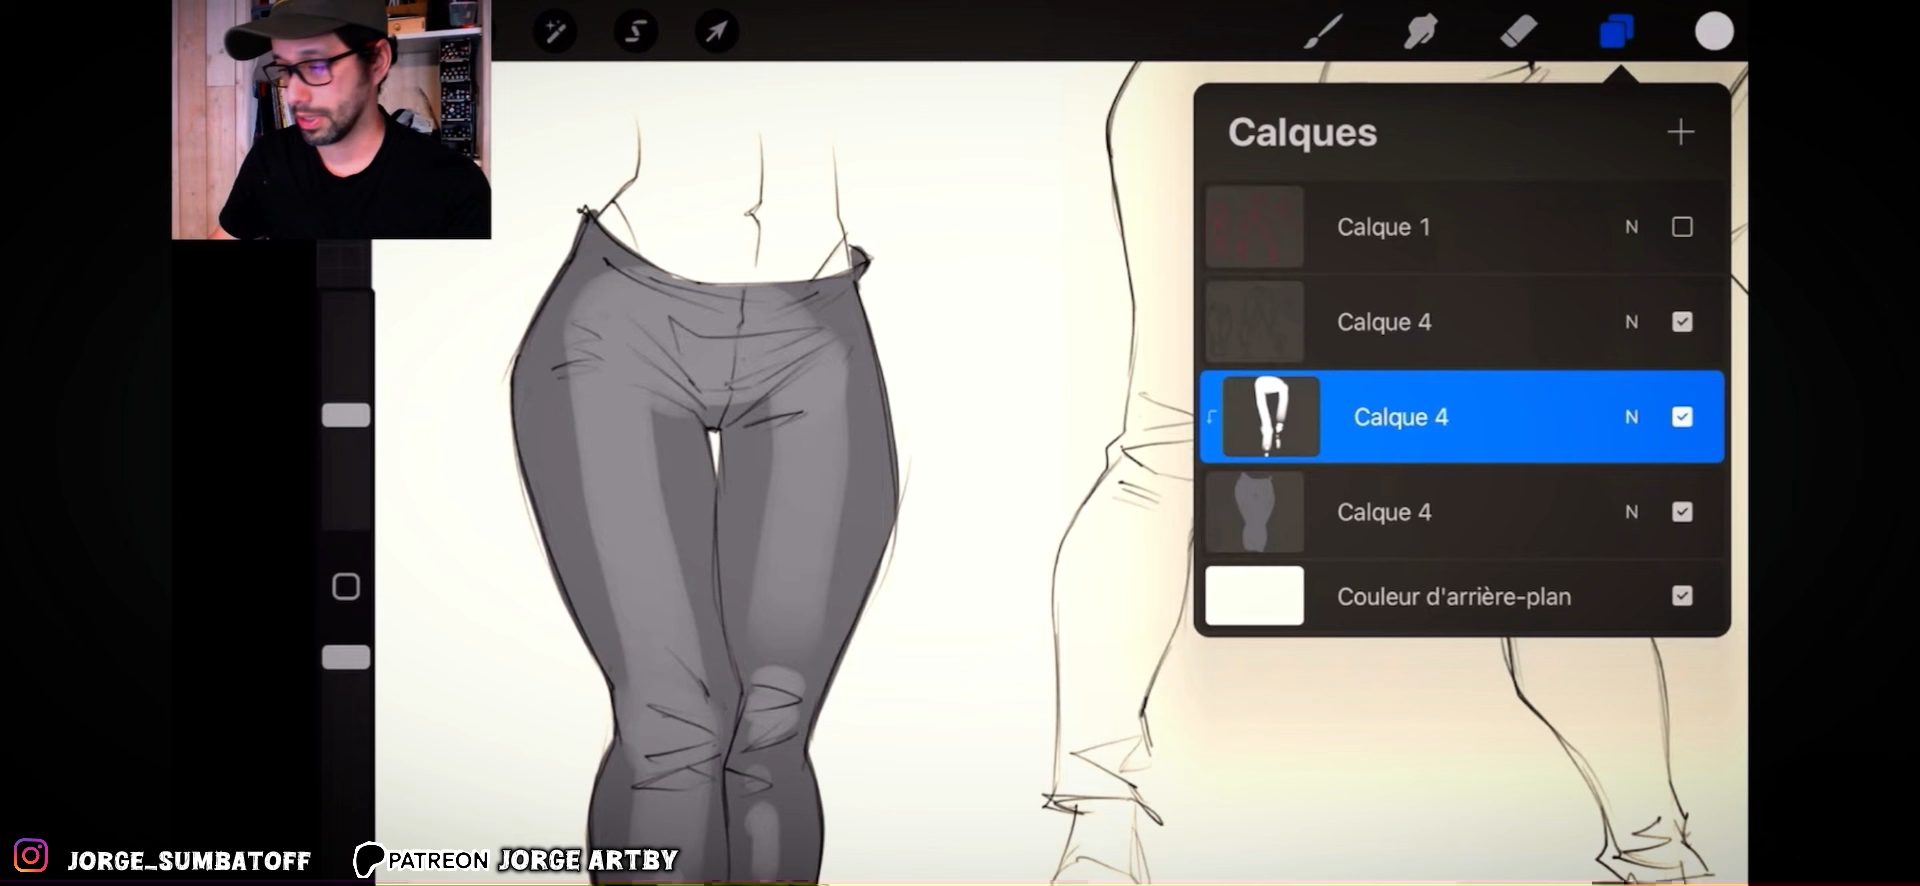 Calques
Calque 1 N
Calque 4 N
Calque 4 N
Calque 4 N
Couleur d'arrière-plan
JORGE_SUMBATOFF PATREON JORGE ARTBY